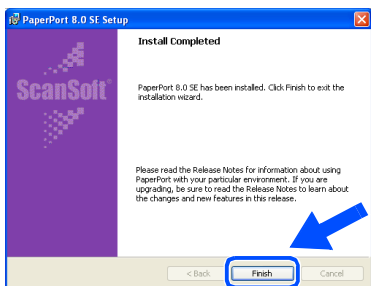 PaperPort 8.0 SE Setup
Install Completed
ScanSoft®
PaperPort 8.0 SE has been installed. Click Finish to exit the
installation wizard.
Please read the Release Notes for information about using
PaperPort with your particular environment. If you are
upgrading, be sure to read the Release Notes to learn about
the changes and new features in this release.
< Back
Finish
Cancel